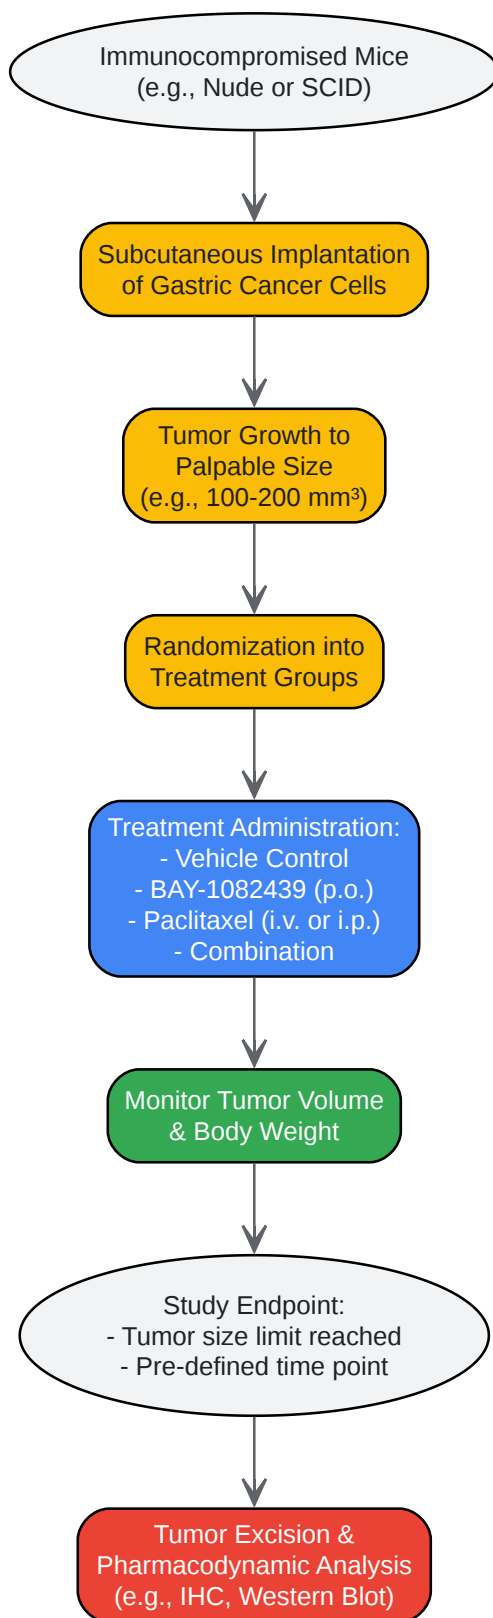 Immunocompromised Mice
(e.g., Nude or SCID)
Subcutaneous Implantation
of Gastric Cancer Cells
Tumor Growth to
Palpable Size
(e.g., 100-200 mm³)
Randomization into
Treatment Groups
Treatment Administration:
- Vehicle Control
- BAY-1082439 (p.o.)
- Paclitaxel (i.v. or i.p.)
- Combination
Monitor Tumor Volume
& Body Weight
Study Endpoint:
- Tumor size limit reached
- Pre-defined time point
Tumor Excision &
Pharmacodynamic Analysis
(e.g., IHC, Western Blot)